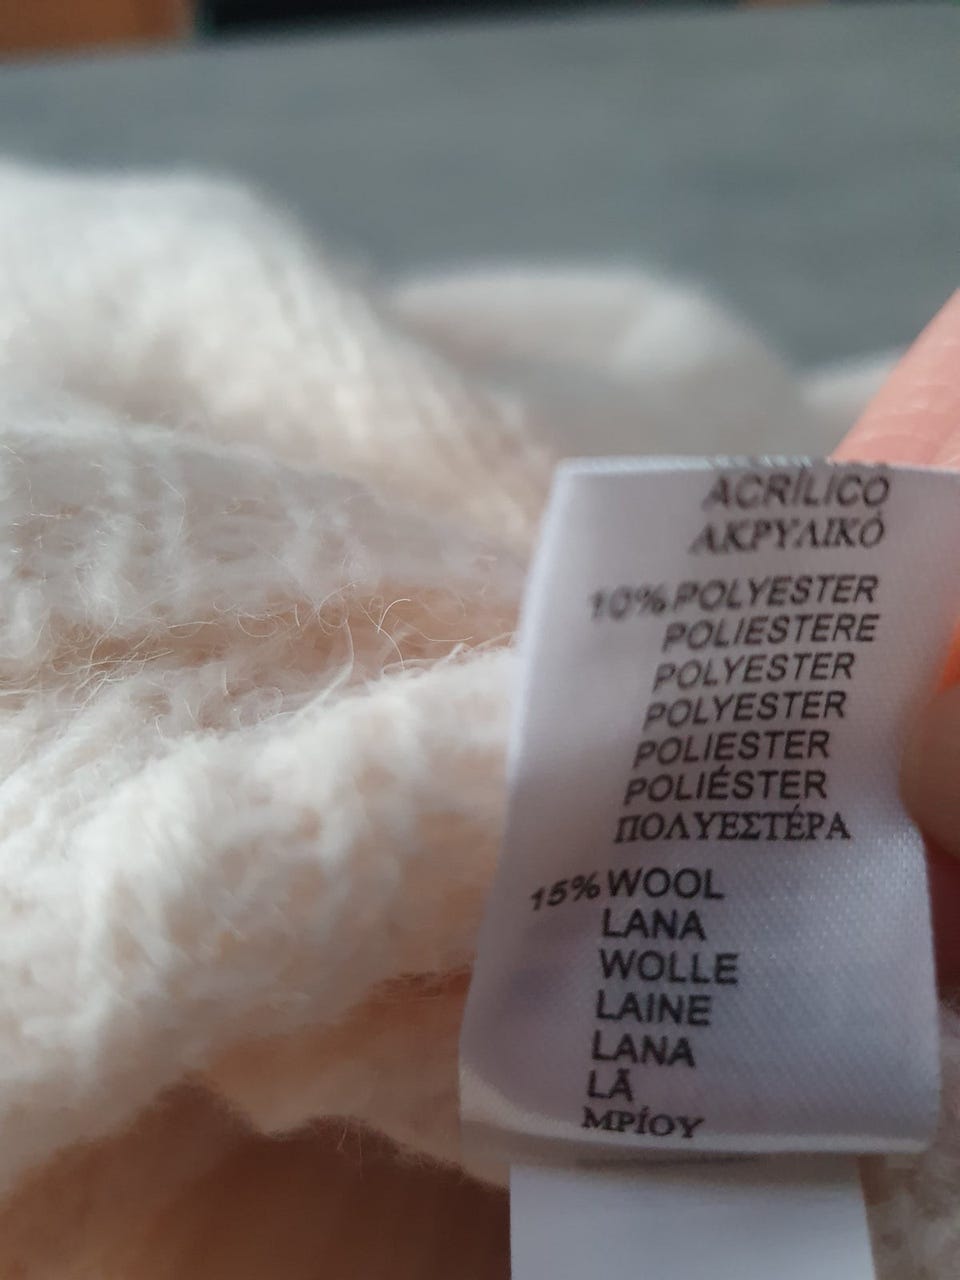 ACRÍLICO
ΑΚΡΥΛΙΚΌ
10% POLYESTER
POLIESTERE
POLYESTER
POLYESTER
POLIESTER
POLIÉSTER
ΠΟΛΥΕΣΤΈΡΑ
15% WOOL
LANA
WOLLE
LAINE
LANA
LÃ
ΜΡΊΟΥ